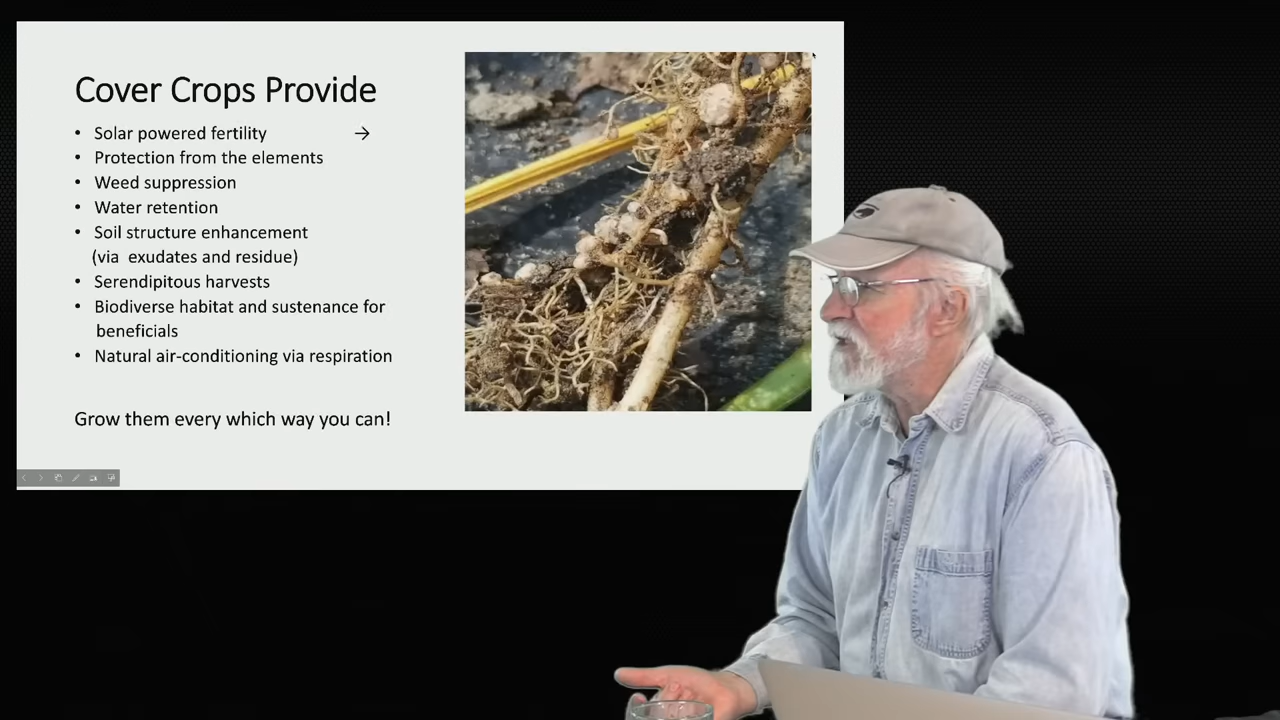 Cover Crops Provide
• Solar powered fertility →
• Protection from the elements
• Weed suppression
• Water retention
• Soil structure enhancement
(via exudates and residue)
• Serendipitous harvests
• Biodiverse habitat and sustenance for
beneficials
• Natural air-conditioning via respiration
Grow them every which way you can!